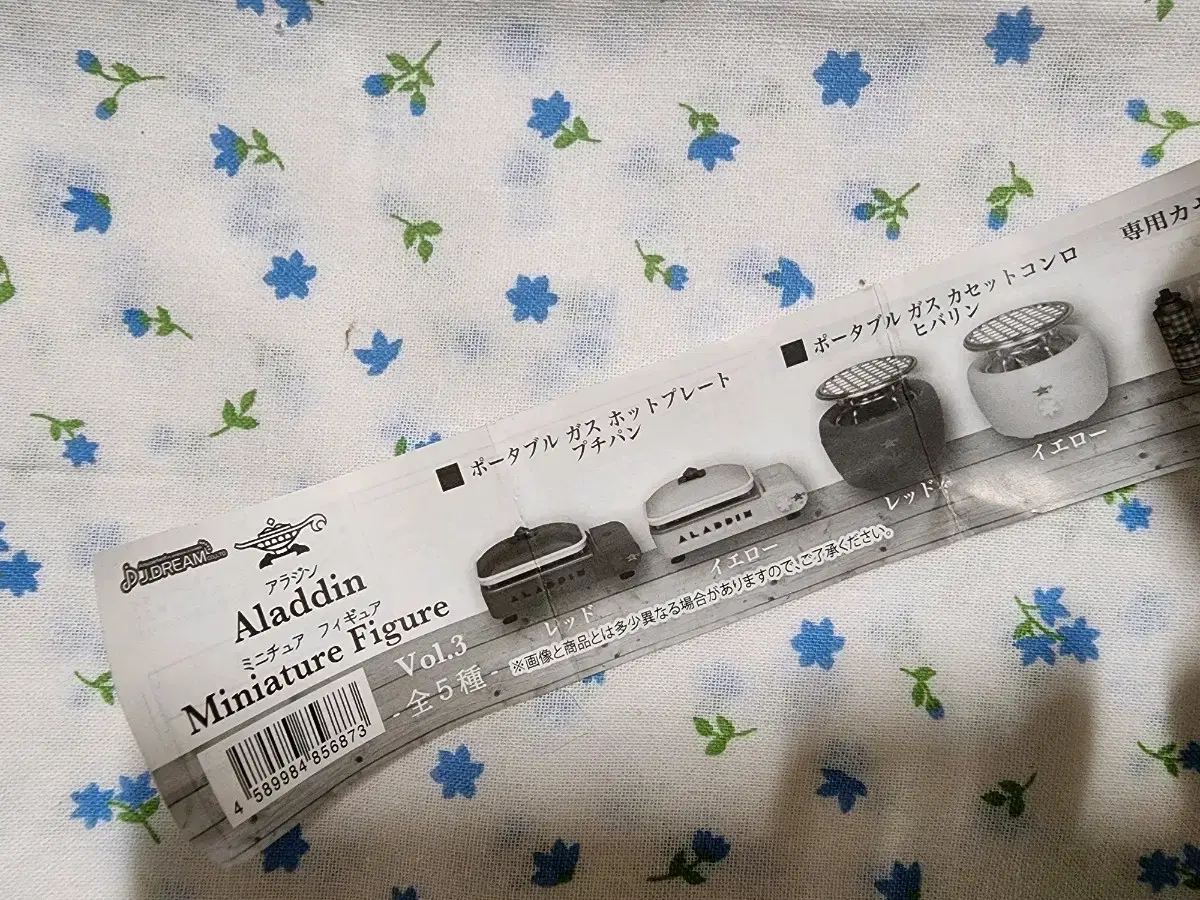 J.DREAM
アラジン
Aladdin
ミニチュア フィギュア
Miniature Figure
Vol.3
-全5種-
4 589984 856873
■ポータブル ガス ホットプレート
プチパン
ALADDIN
ALADDIN
レッド
イエロー
■ポータブル ガス カセットコンロ
ヒバリン
レッド
イエロー
専用カセ
※画像と商品とは多少異なる場合がありますので、ご了承ください。